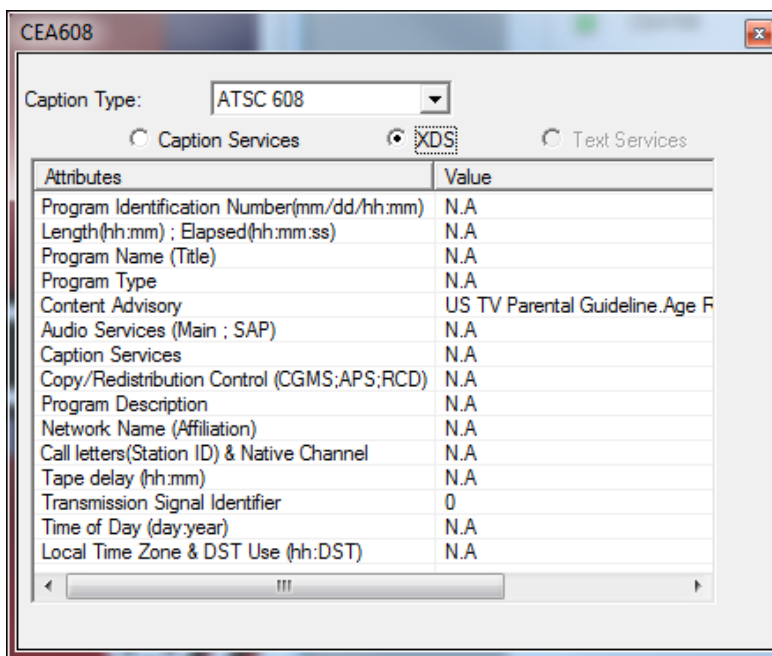 CEA608
Caption Type: ATSC 608
Caption Services XDS Text Services
Attributes Value
Program Identification Number(mm/dd/hh:mm) N.A
Length(hh:mm) ; Elapsed(hh:mm:ss) N.A
Program Name (Title) N.A
Program Type N.A
Content Advisory US TV Parental Guideline.Age R
Audio Services (Main ; SAP) N.A
Caption Services N.A
Copy/Redistribution Control (CGMS;APS;RCD) N.A
Program Description N.A
Network Name (Affiliation) N.A
Call letters(Station ID) & Native Channel N.A
Tape delay (hh:mm) N.A
Transmission Signal Identifier 0
Time of Day (day:year) N.A
Local Time Zone & DST Use (hh:DST) N.A